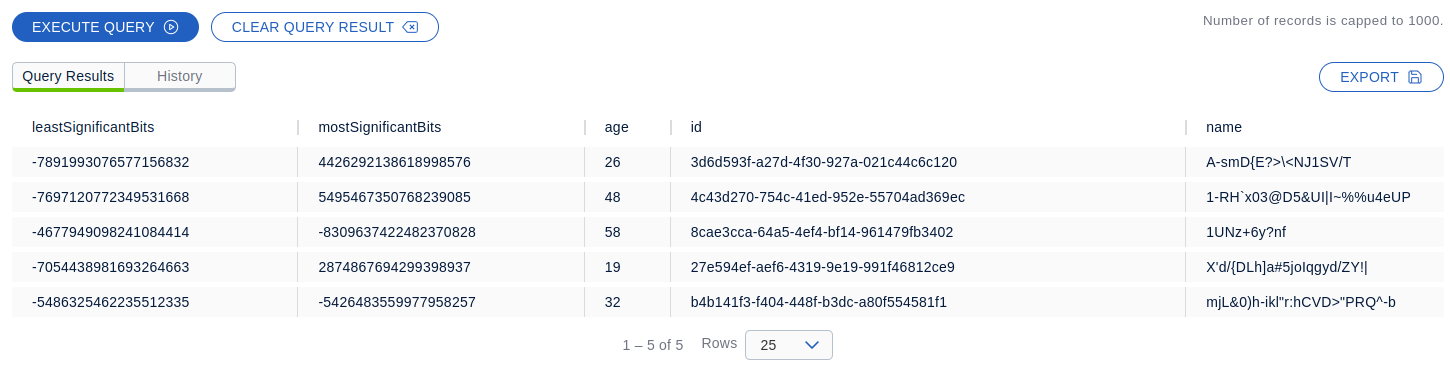 EXECUTE QUERY CLEAR QUERY RESULT Number of records is capped to 1000.
Query Results History EXPORT
leastSignificantBits mostSignificantBits age id name
-7891993076577156832 4426292138618998576 26 3d6d593f-a27d-4f30-927a-021c44c6c120 A-smD{E?>\<NJ1SV/T
-7697120772349531668 5495467350768239085 48 4c43d270-754c-41ed-952e-55704ad369ec 1-RH`x03@D5&UI|I~%%u4eUP
-4677949098241084414 -8309637422482370828 58 8cae3cca-64a5-4ef4-bf14-961479fb3402 1UNz+6y?nf
-7054438981693264663 2874867694299398937 19 27e594ef-aef6-4319-9e19-991f46812ce9 X'd/{DLh]a#5joIqgyd/ZY!|
-5486325462235512335 -5426483559977958257 32 b4b141f3-f404-448f-b3dc-a80f554581f1 mjL&0)h-ikl"r:hCVD>"PRQ^-b
1 – 5 of 5 Rows 25